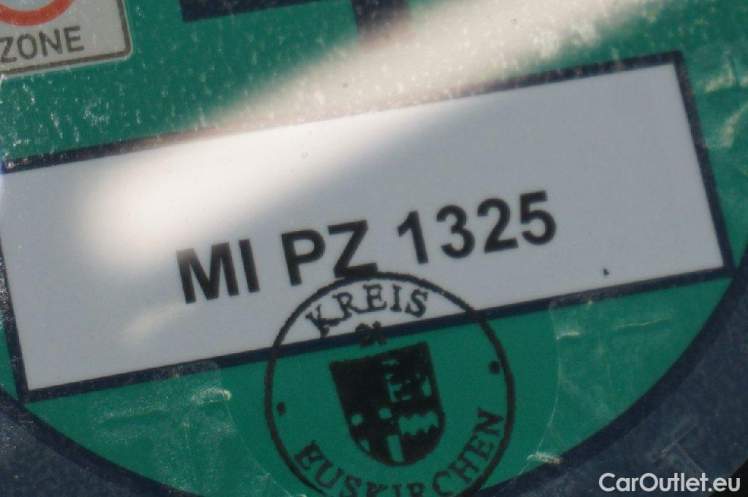 ZONE
MI PZ 1325
KREIS
EUSKIRCHEN
CarOutlet.eu